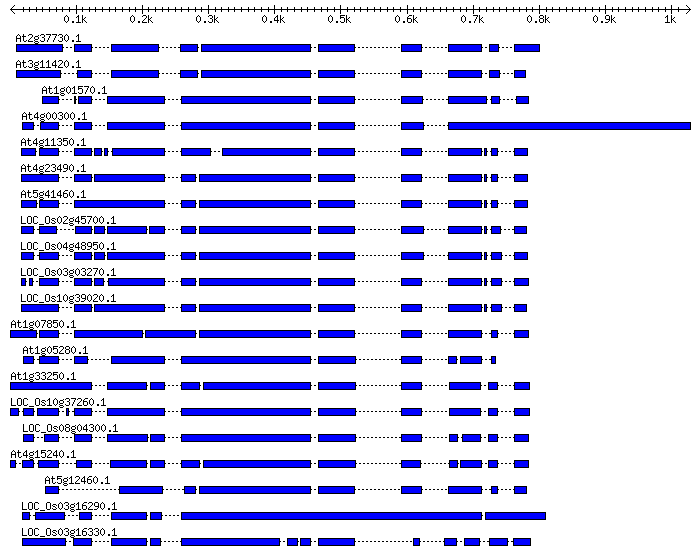 0.1k 0.2k 0.3k 0.4k 0.5k 0.6k 0.7k 0.8k 0.9k 1k
At2g37730.1
At3g11420.1
At1g01570.1
At4g00300.1
At4g11350.1
At4g23490.1
At5g41460.1
LOC_Os02g45700.1
LOC_Os04g48950.1
LOC_Os03g03270.1
LOC_Os10g39020.1
At1g07850.1
At1g05280.1
At1g33250.1
LOC_Os10g37260.1
LOC_Os08g04300.1
At4g15240.1
At5g12460.1
LOC_Os03g16290.1
LOC_Os03g16330.1